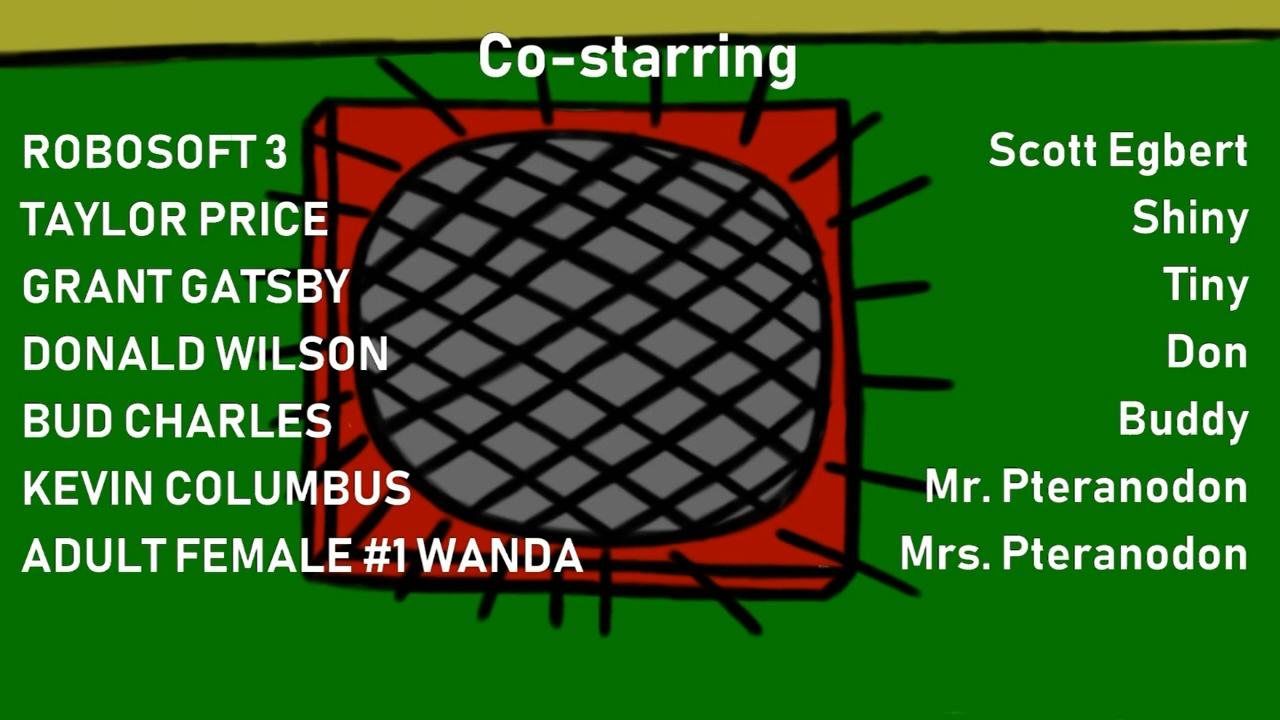 Co-starring
ROBOSOFT 3 Scott Egbert
TAYLOR PRICE Shiny
GRANT GATSBY Tiny
DONALD WILSON Don
BUD CHARLES Buddy
KEVIN COLUMBUS Mr. Pteranodon
ADULT FEMALE #1 WANDA Mrs. Pteranodon